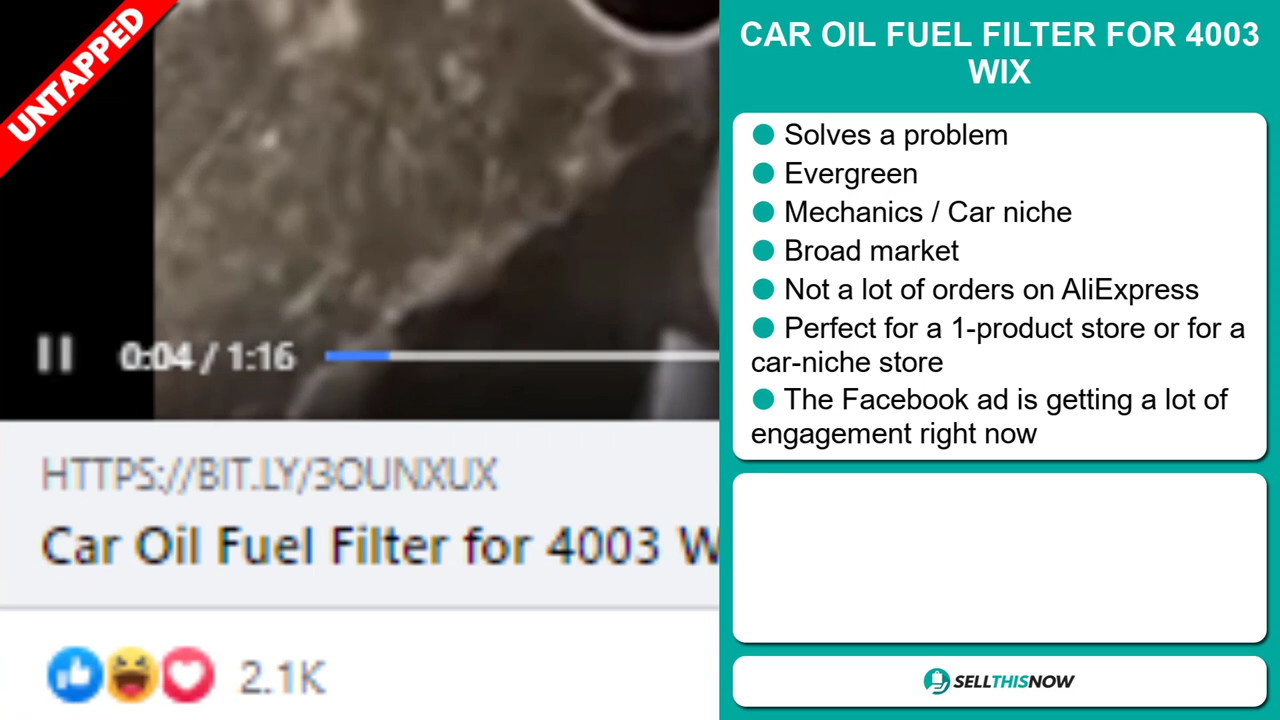 UNTAPPED
0:04 / 1:16
HTTPS://BIT.LY/3OUNXUX
Car Oil Fuel Filter for 4003 W
2.1K
CAR OIL FUEL FILTER FOR 4003
WIX
Solves a problem
Evergreen
Mechanics / Car niche
Broad market
Not a lot of orders on AliExpress
Perfect for a 1-product store or for a
car-niche store
The Facebook ad is getting a lot of
engagement right now
SELLTHISNOW